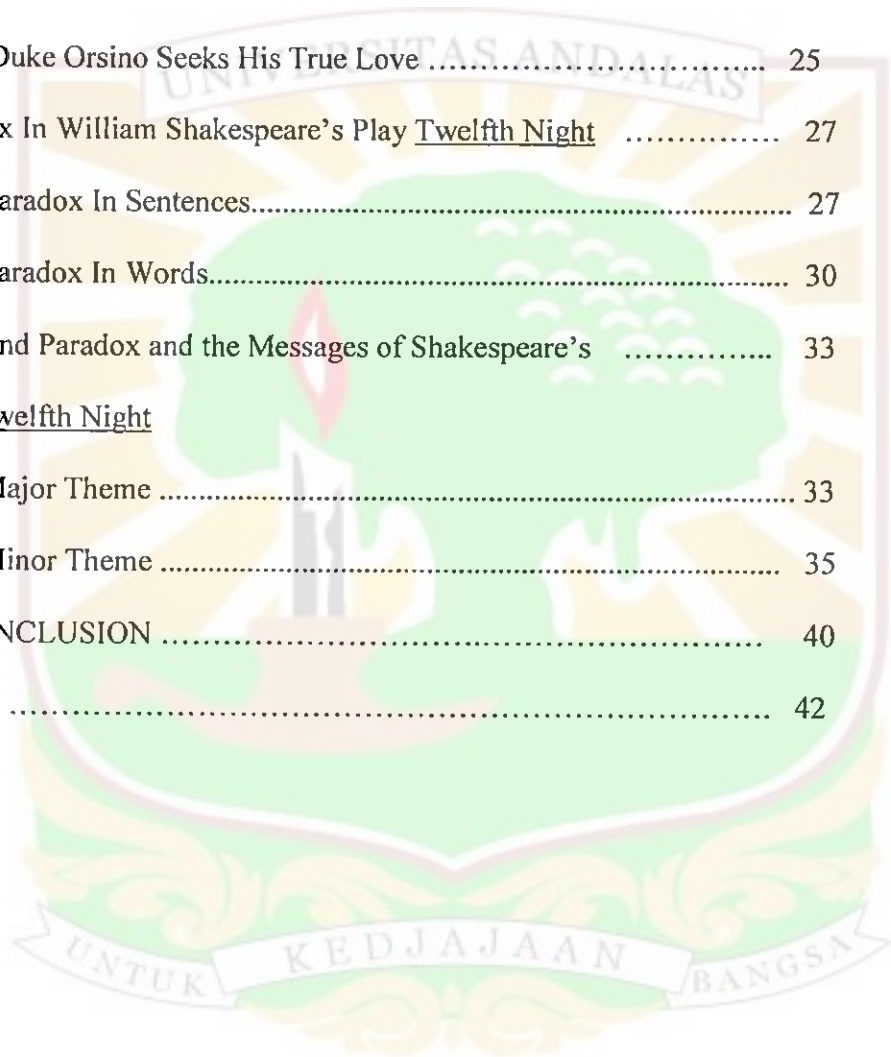 Duke Orsino Seeks His True Love ................................. 25
UNIVERSITAS ANDALAS
x In William Shakespeare's Play Twelfth Night ............... 27
aradox In Sentences........................................................................ 27
aradox In Words............................................................................. 30
nd Paradox and the Messages of Shakespeare's .............. 33
welfth Night
Major Theme .................................................................................. 33
Minor Theme ............................................................................... 35
NCLUSION .............................................................. 40
............................................................................... 42
UNTUK KEDJAJAAN BANGSA